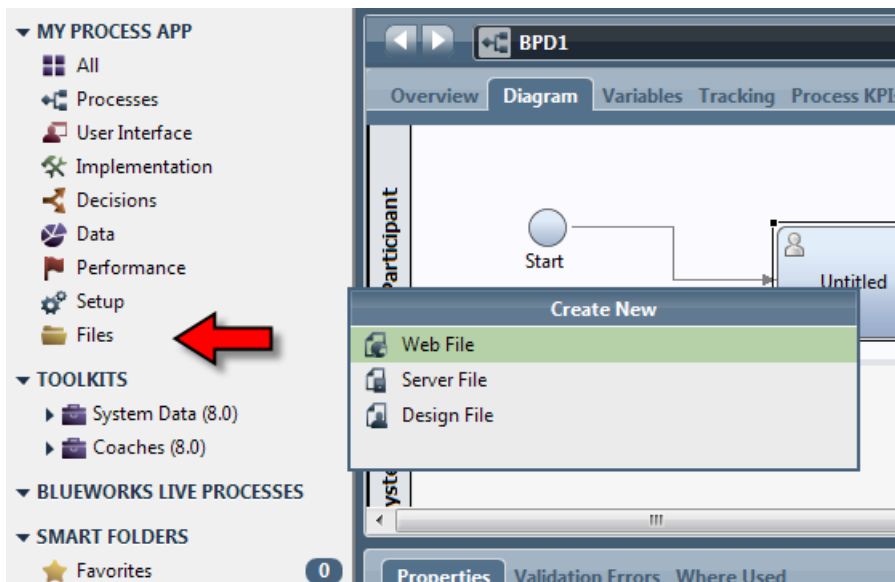 MY PROCESS APP
All
Processes
User Interface
Implementation
Decisions
Data
Performance
Setup
Files
TOOLKITS
System Data (8.0)
Coaches (8.0)
BLUEWORKS LIVE PROCESSES
SMART FOLDERS
Favorites 0
BPD1
Overview Diagram Variables Tracking Process KPI
Participant
Start
Untitled
Create New
Web File
Server File
Design File
Properties Validation Errors Where Used